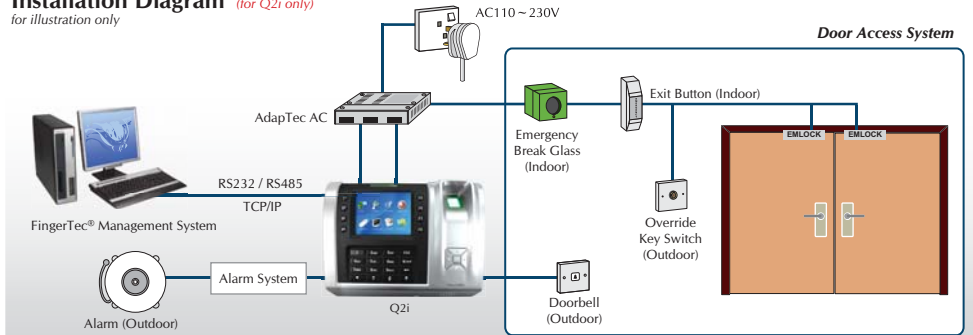 Installation Diagram (for Q2i only)
for illustration only
AC110 ~ 230V
Door Access System
AdapTec AC
Exit Button (Indoor)
EMLOCK EMLOCK
Emergency
Break Glass
(Indoor)
RS232 / RS485
TCP/IP
FingerTec® Management System
Override
Key Switch
(Outdoor)
Alarm System
Q2i
Doorbell
(Outdoor)
Alarm (Outdoor)